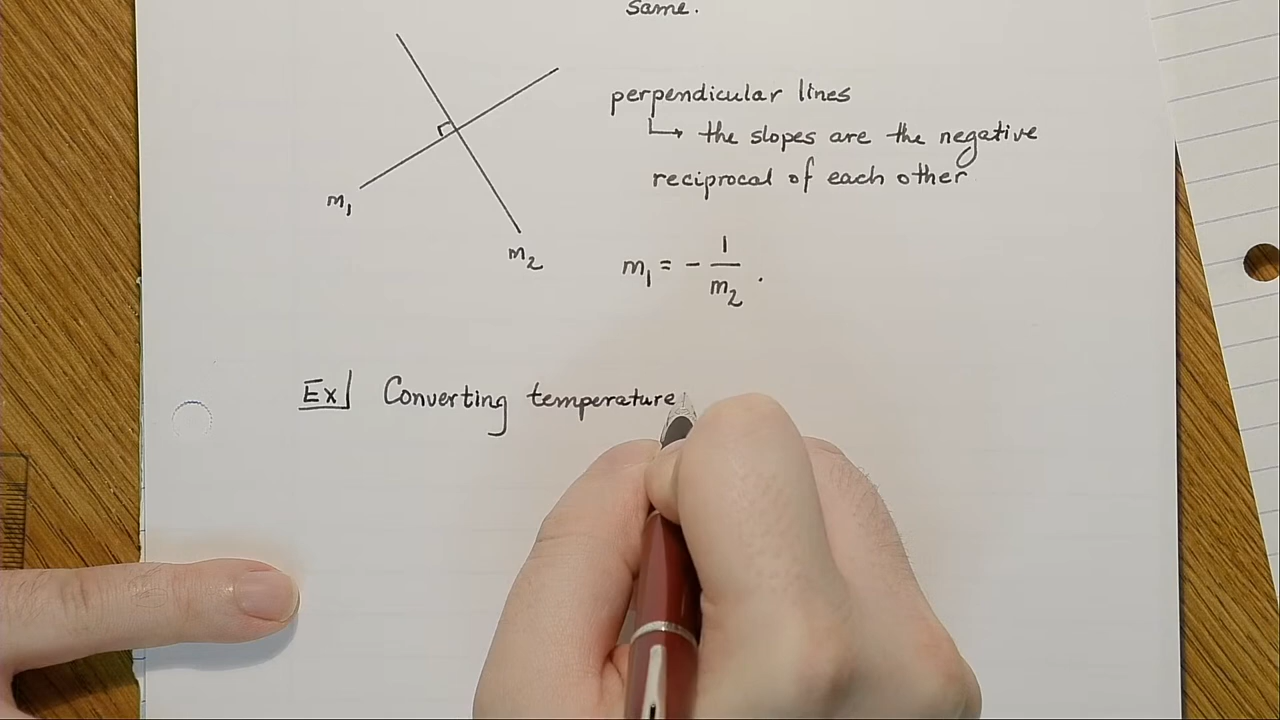 same.
perpendicular lines
↳ the slopes are the negative
reciprocal of each other
m₁
m₂
m₁ = - 1/m₂ .
Ex] Converting temperature